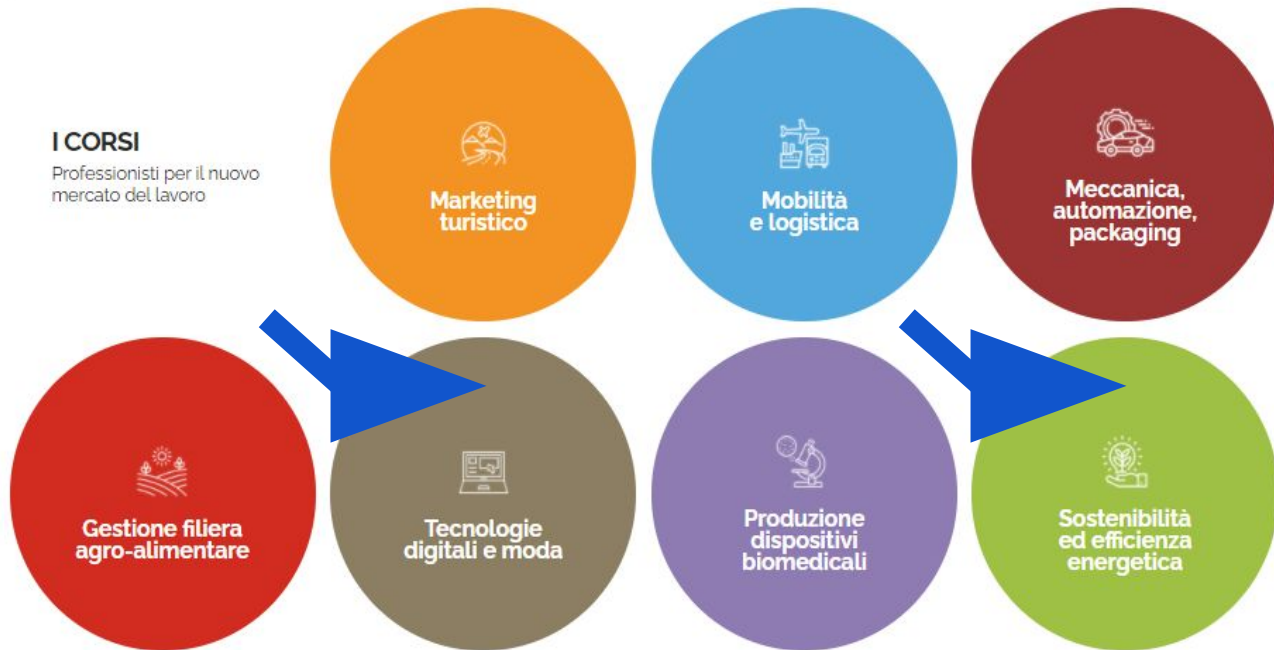 I CORSI
Professionisti per il nuovo
mercato del lavoro
Marketing
turistico
Mobilità
e logistica
Meccanica,
automazione,
packaging
Gestione filiera
agro-alimentare
Tecnologie
digitali e moda
Produzione
dispositivi
biomedicali
Sostenibilità
ed efficienza
energetica